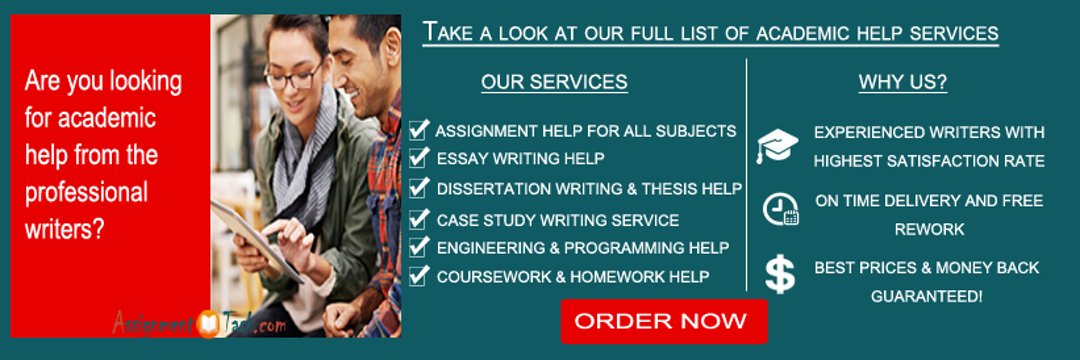 Are you looking
for academic
help from the
professional
writers?
Assignment Task.com
TAKE A LOOK AT OUR FULL LIST OF ACADEMIC HELP SERVICES
OUR SERVICES
ASSIGNMENT HELP FOR ALL SUBJECTS
ESSAY WRITING HELP
DISSERTATION WRITING & THESIS HELP
CASE STUDY WRITING SERVICE
ENGINEERING & PROGRAMMING HELP
COURSEWORK & HOMEWORK HELP
WHY US?
EXPERIENCED WRITERS WITH
HIGHEST SATISFACTION RATE
ON TIME DELIVERY AND FREE
REWORK
BEST PRICES & MONEY BACK
GUARANTEED!
ORDER NOW